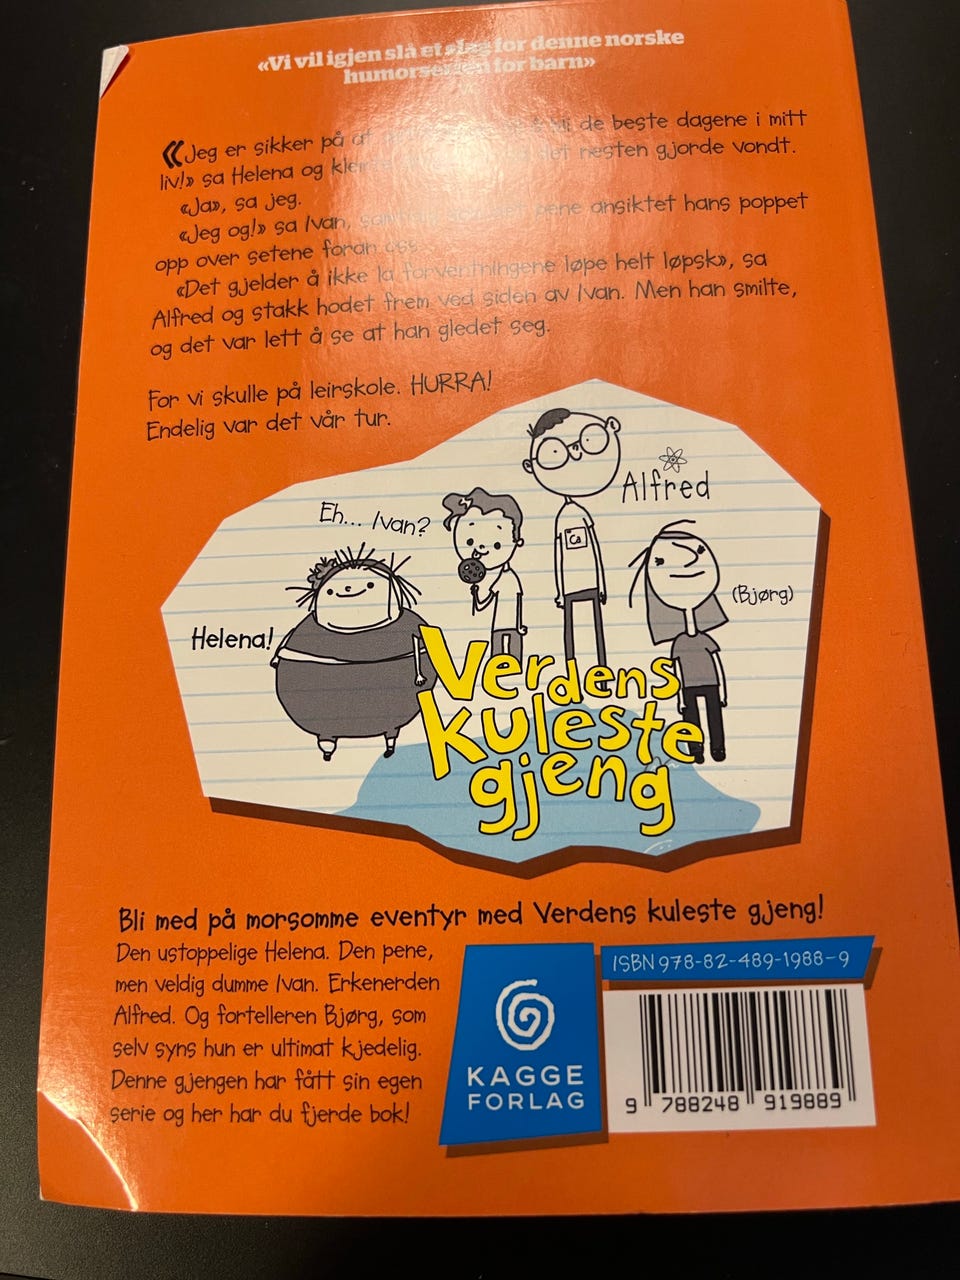 «Vi vil igjen slå et slag for denne norske
humorserien for barn»
«Jeg er sikker på at de beste dagene i mitt
liv!» sa Helena og nesten gjorde vondt.
«Ja», sa jeg.
«Jeg og!» sa Ivan, pene ansiktet hans poppet
opp over setene foran oss.
«Det gjelder å ikke la forventningene løpe helt løpsk», sa
Alfred og stakk hodet frem ved siden av Ivan. Men han smilte,
og det var lett å se at han gledet seg.
For vi skulle på leirskole. HURRA!
Endelig var det vår tur.
Alfred
Eh... Ivan?
Ca
(Bjørg)
Helena!
Verdens
kuleste
gjeng
Bli med på morsomme eventyr med Verdens kuleste gjeng!
Den ustoppelige Helena. Den pene,
men veldig dumme Ivan. Erkenerden
Alfred. Og fortelleren Bjørg, som
selv syns hun er ultimat kjedelig.
Denne gjengen har fått sin egen
serie og her har du fjerde bok!
KAGGE
FORLAG
ISBN 978-82-489-1988-9
9 788248 919889